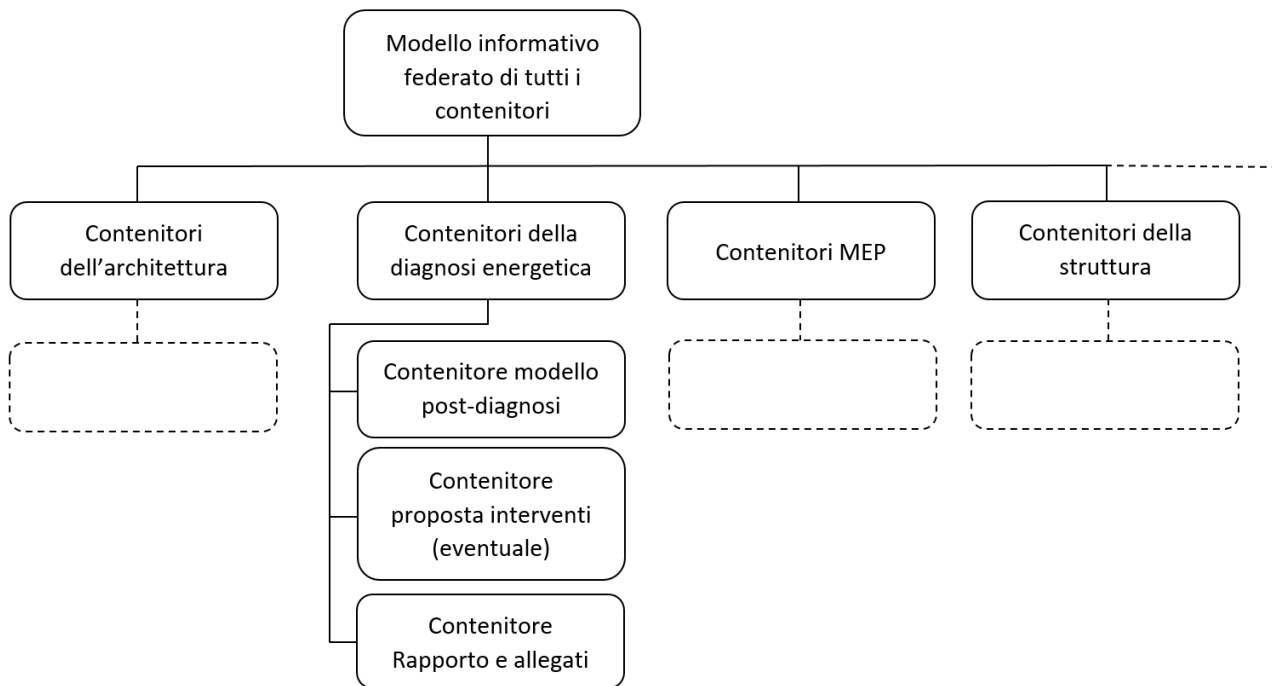 Modello informativo
federato di tutti i
contenitori
Contenitori
dell’architettura
Contenitori della
diagnosi energetica
Contenitori MEP
Contenitori della
struttura
Contenitore modello
post-diagnosi
Contenitore
proposta interventi
(eventuale)
Contenitore
Rapporto e allegati